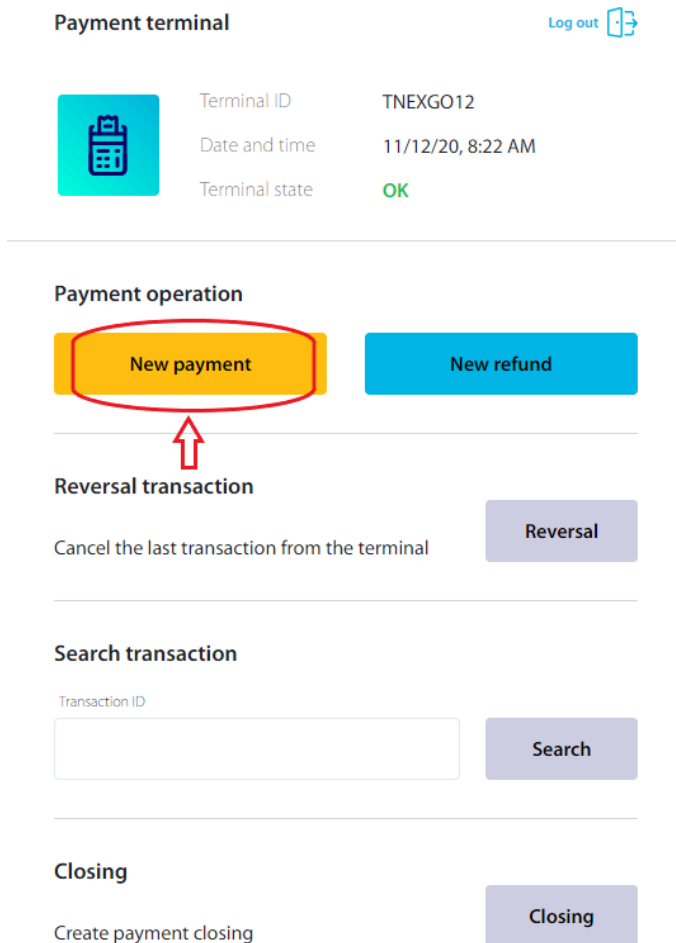 Payment terminal
Log out
Terminal ID TNEXGO12
Date and time 11/12/20, 8:22 AM
Terminal state OK
Payment operation
New payment New refund
Reversal transaction
Cancel the last transaction from the terminal
Reversal
Search transaction
Transaction ID
Search
Closing
Create payment closing
Closing